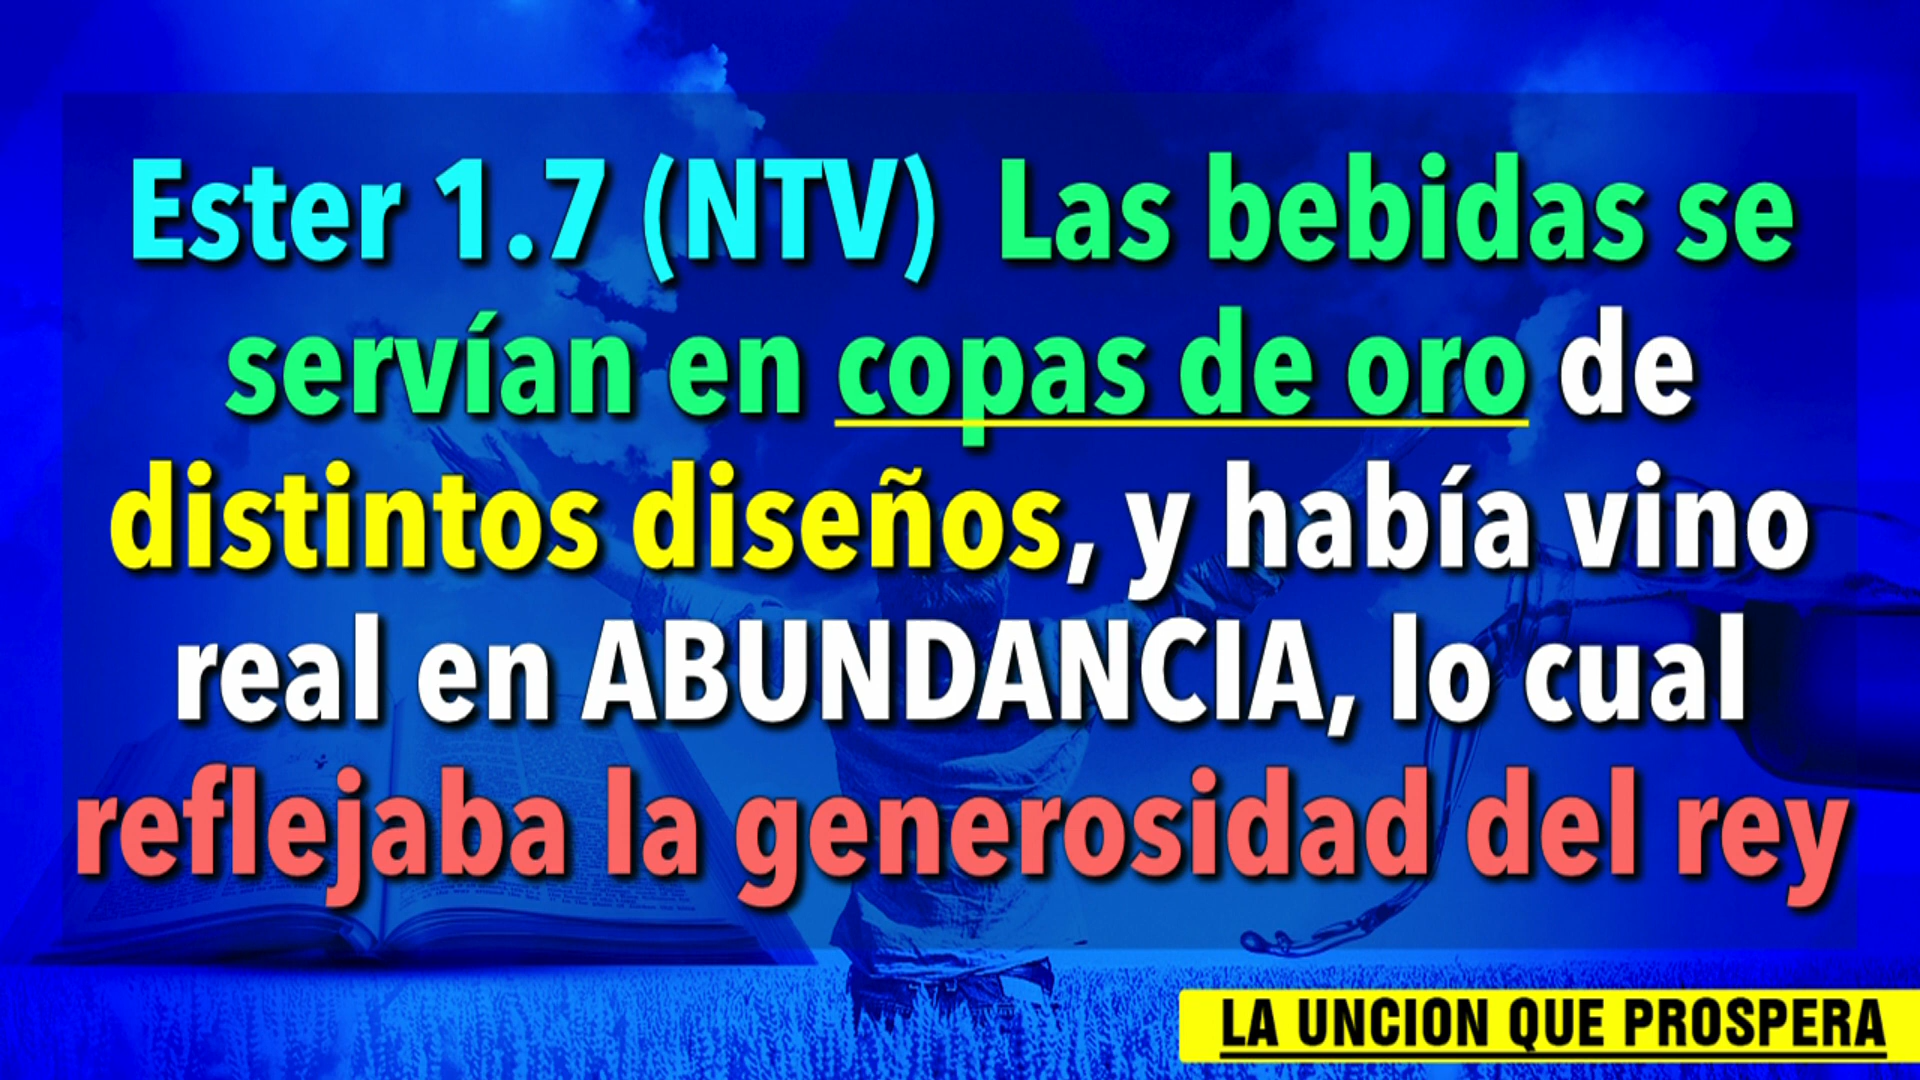 Ester 1.7 (NTV) Las bebidas se
servían en copas de oro de
distintos diseños, y había vino
real en ABUNDANCIA, lo cual
reflejaba la generosidad del rey
LA UNCION QUE PROSPERA